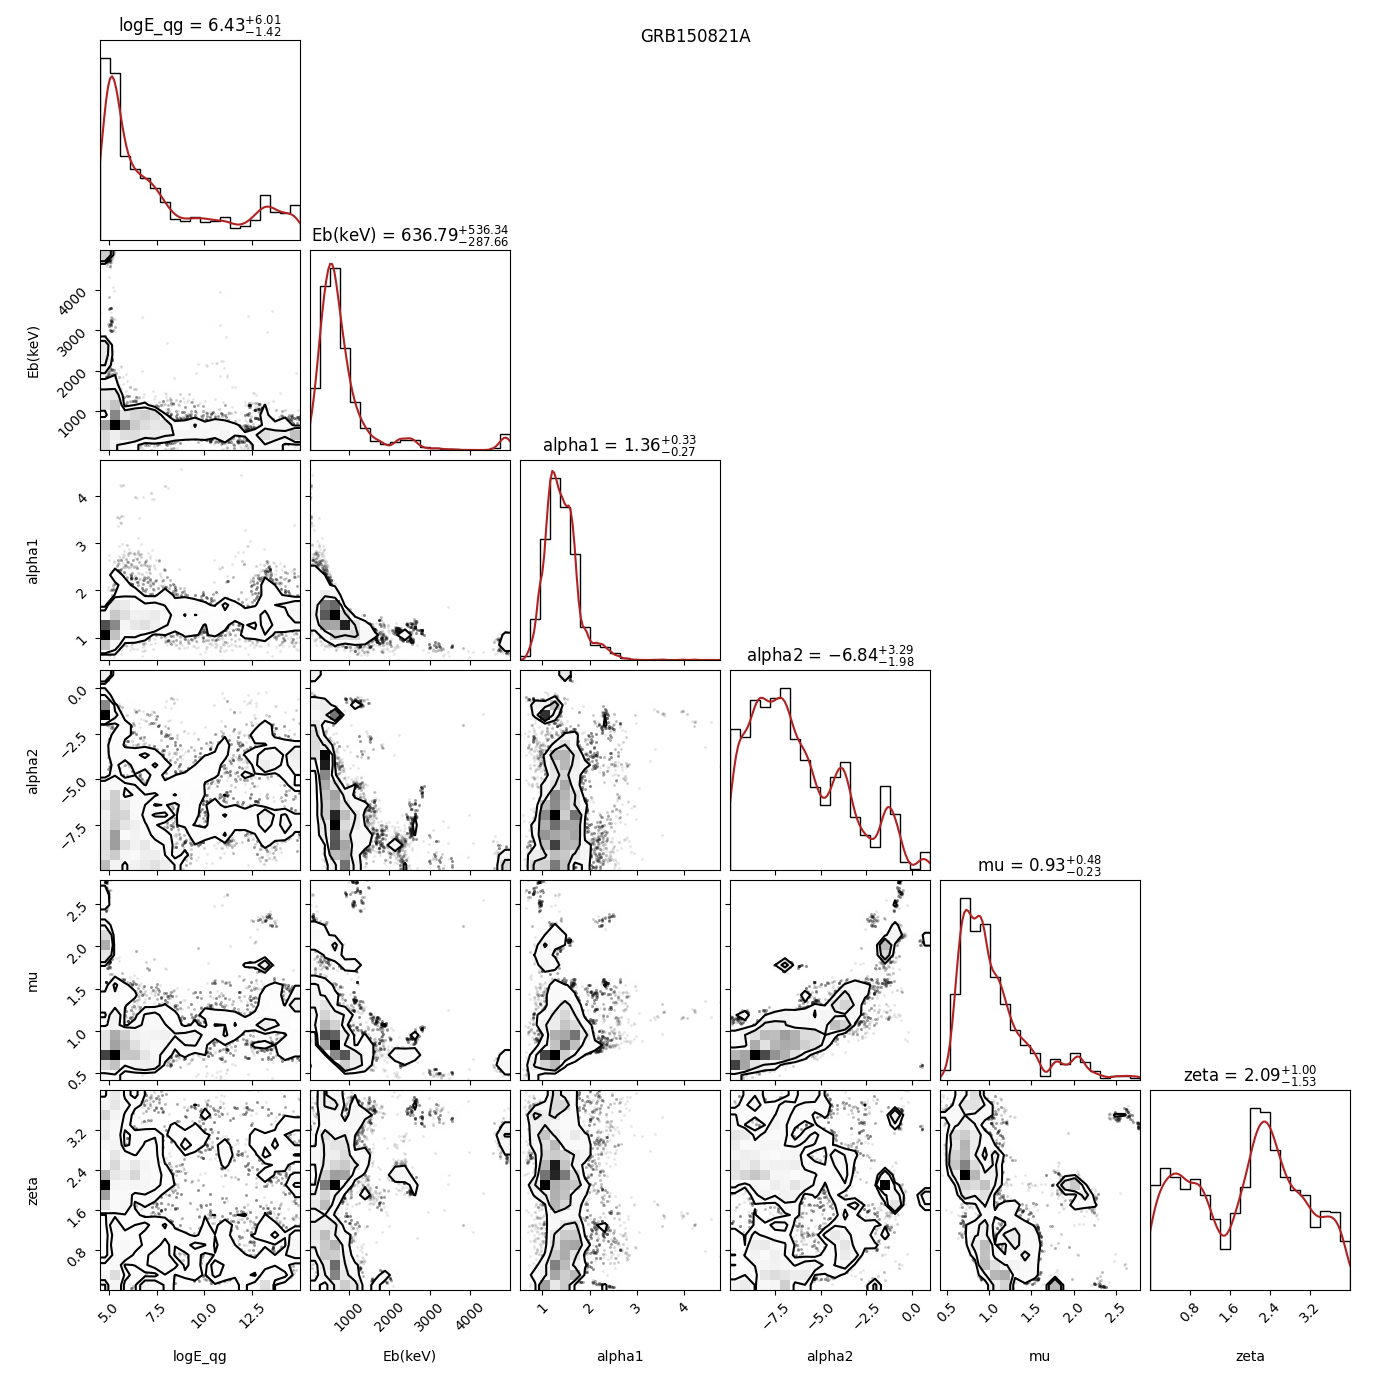 logE_qg = 6.43+6.01−1.42
GRB150821A
Eb(keV) = 636.79+536.34−287.66
Eb(keV)
4000
3000
2000
1000
alpha1 = 1.36+0.33−0.27
alpha1
4
3
2
1
alpha2 = −6.84+3.29−1.98
alpha2
0.0
−2.5
−5.0
−7.5
mu = 0.93+0.48−0.23
mu
2.5
2.0
1.5
1.0
0.5
zeta = 2.09+1.00−1.53
zeta
3.2
2.4
1.6
0.8
5.0 7.5 10.0 12.5
1000 2000 3000 4000
1 2 3 4
−7.5 −5.0 −2.5 0.0
0.5 1.0 1.5 2.0 2.5
0.8 1.6 2.4 3.2
logE_qg
Eb(keV)
alpha1
alpha2
mu
zeta